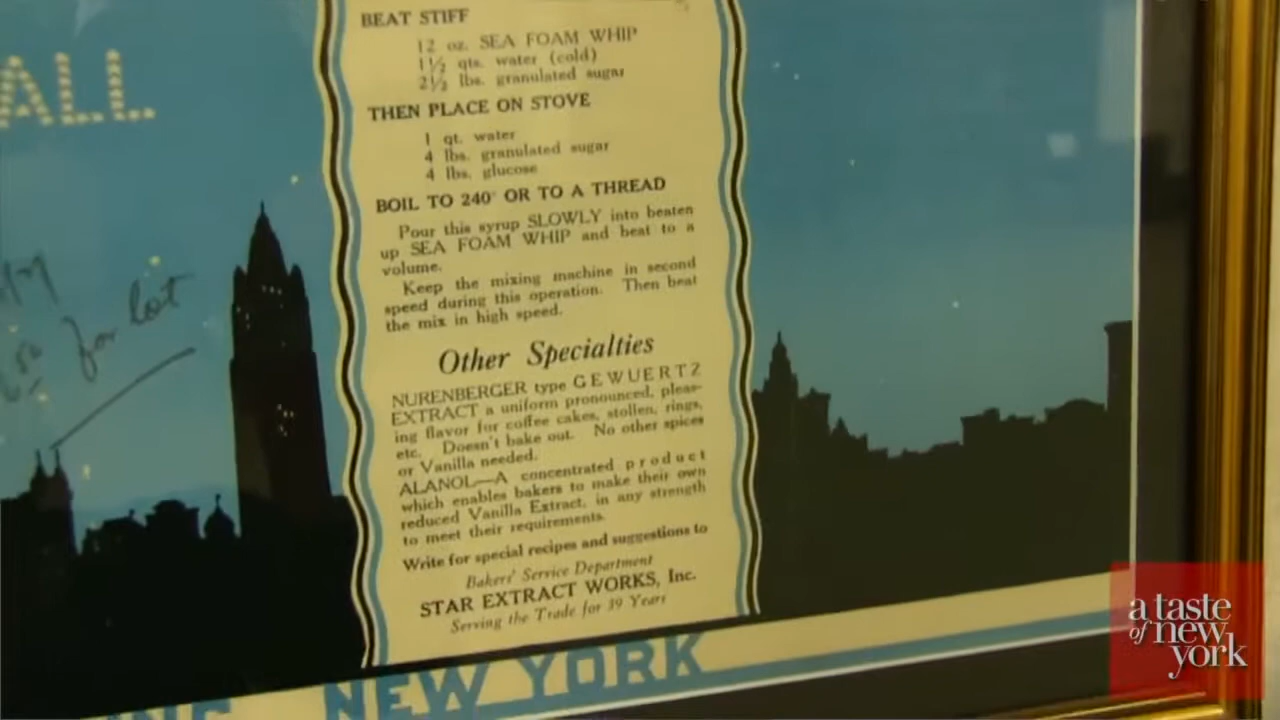 ALL.
BEAT STIFF
12 oz. SEA FOAM WHIP
1½ qts. water (cold)
2½ lbs. granulated sugar
THEN PLACE ON STOVE
1 qt. water
4 lbs. granulated sugar
4 lbs. glucose
BOIL TO 240° OR TO A THREAD
Pour this syrup SLOWLY into beaten
up SEA FOAM WHIP and beat to a
volume.
Keep the mixing machine in second
speed during this operation. Then beat
the mix in high speed.
for lot
Other Specialties
NURENBERGER type GEWUERTZ
EXTRACT a uniform pronounced, pleas-
ing flavor for coffee cakes, stollen, rings,
etc. Doesn't bake out. No other spices
or Vanilla needed.
ALANOL—A concentrated product
which enables bakers to make their own
reduced Vanilla Extract, in any strength
to meet their requirements.
Write for special recipes and suggestions to
Bakers' Service Department
STAR EXTRACT WORKS, Inc.
Serving the Trade for 39 Years
NEW YORK
a taste
of new
york